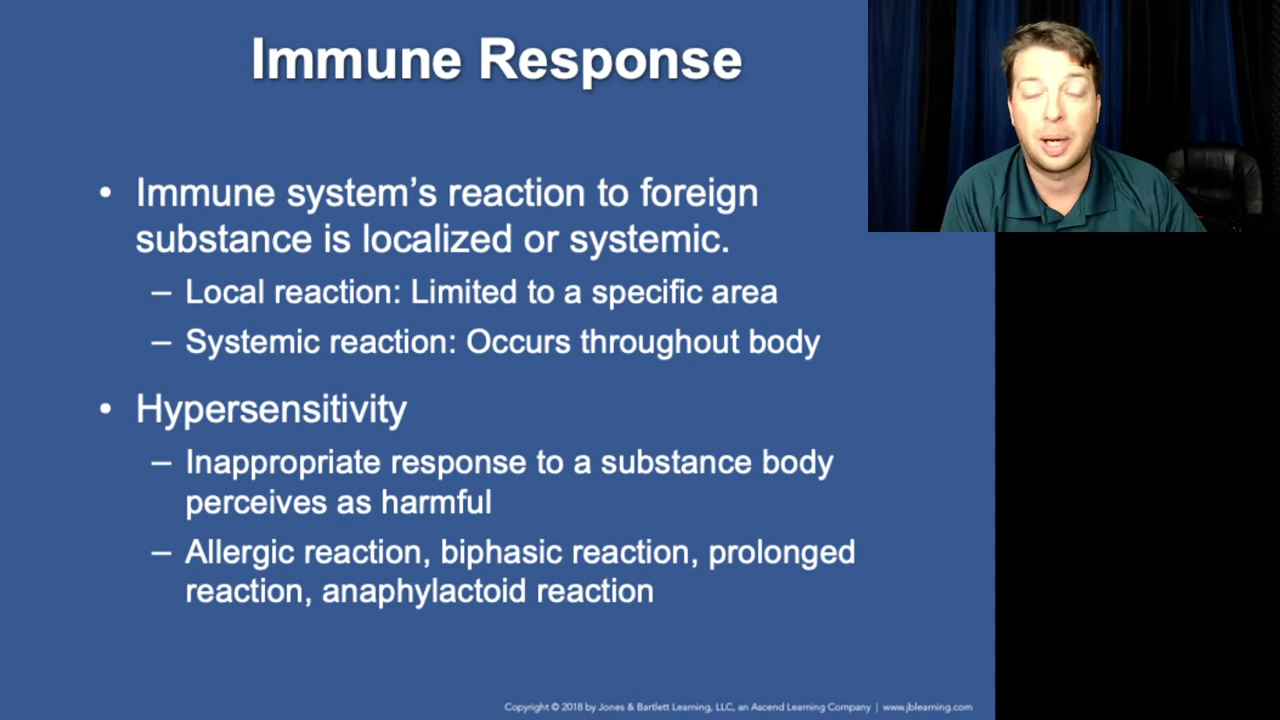 Immune Response
• Immune system’s reaction to foreign
substance is localized or systemic.
– Local reaction: Limited to a specific area
– Systemic reaction: Occurs throughout body
• Hypersensitivity
– Inappropriate response to a substance body
perceives as harmful
– Allergic reaction, biphasic reaction, prolonged
reaction, anaphylactoid reaction
Copyright © 2018 by Jones & Bartlett Learning, LLC, an Ascend Learning Company | www.jblearning.com